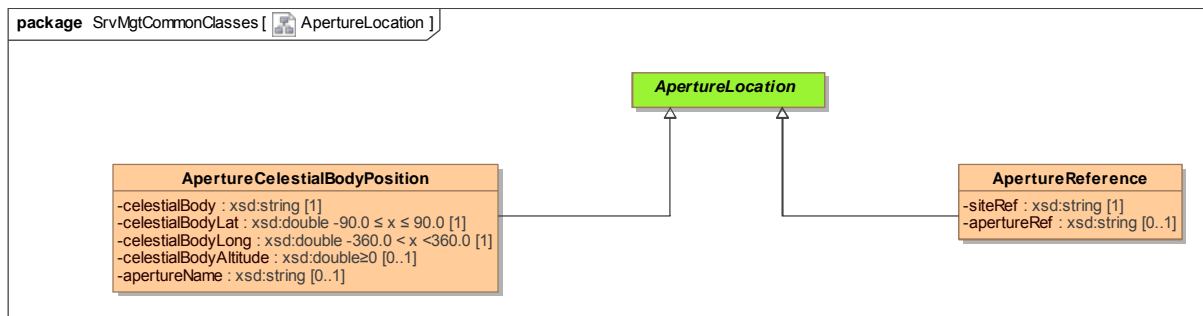 package SrvMgtCommonClasses [ ApertureLocation ]
ApertureLocation
ApertureCelestialBodyPosition
-celestialBody : xsd:string [1]
-celestialBodyLat : xsd:double -90.0 ≤ x ≤ 90.0 [1]
-celestialBodyLong : xsd:double -360.0 < x <360.0 [1]
-celestialBodyAltitude : xsd:double≥0 [0..1]
-apertureName : xsd:string [0..1]
ApertureReference
-siteRef : xsd:string [1]
-apertureRef : xsd:string [0..1]